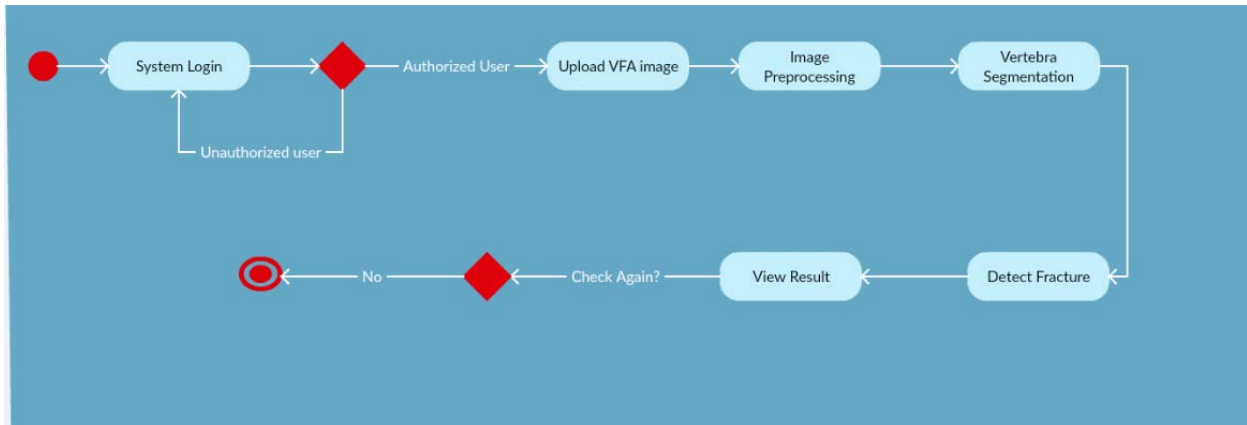 System Login
Authorized User
Upload VFA image
Image
Preprocessing
Vertebra
Segmentation
Unauthorized user
No
Check Again?
View Result
Detect Fracture